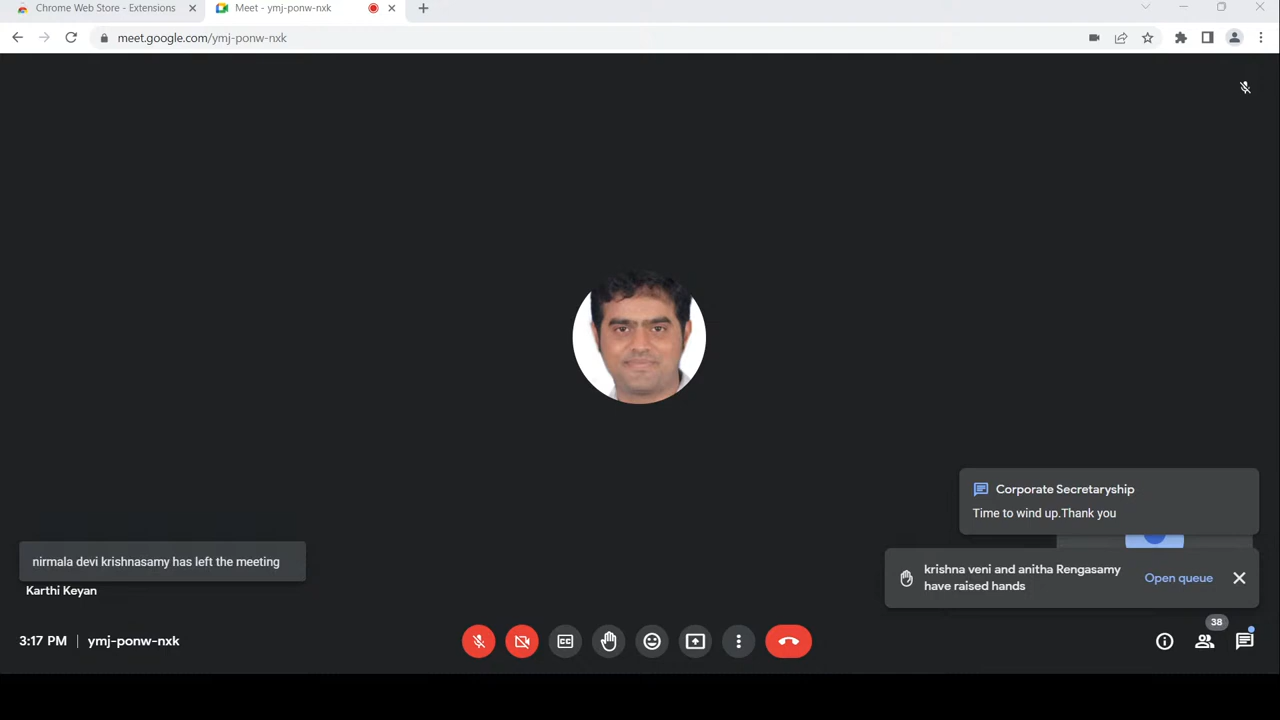 Chrome Web Store - Extensions
Meet - ymj-ponw-nxk
meet.google.com/ymj-ponw-nxk
Corporate Secretaryship
Time to wind up.Thank you
nirmala devi krishnasamy has left the meeting
krishna veni and anitha Rengasamy
have raised hands
Open queue
Karthi Keyan
38
3:17 PM | ymj-ponw-nxk